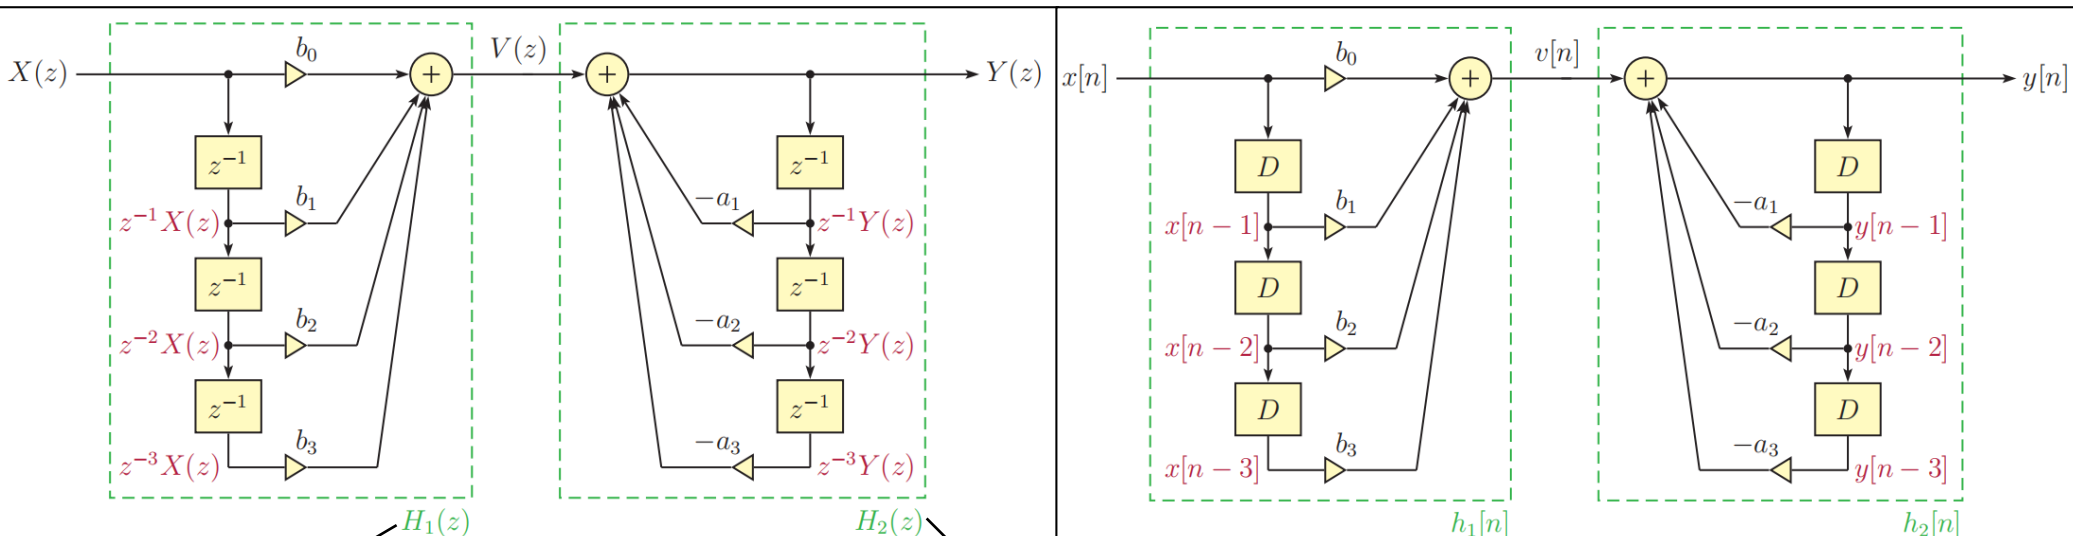 X(z) b₀ + V(z) + Y(z)
z⁻¹ z⁻¹
z⁻¹X(z) b₁ −a₁ z⁻¹Y(z)
z⁻¹ z⁻¹
z⁻²X(z) b₂ −a₂ z⁻²Y(z)
z⁻¹ z⁻¹
z⁻³X(z) b₃ −a₃ z⁻³Y(z)
H₁(z) H₂(z)
x[n] b₀ + v[n] + y[n]
D D
x[n − 1] b₁ −a₁ y[n − 1]
D D
x[n − 2] b₂ −a₂ y[n − 2]
D D
x[n − 3] b₃ −a₃ y[n − 3]
h₁[n] h₂[n]